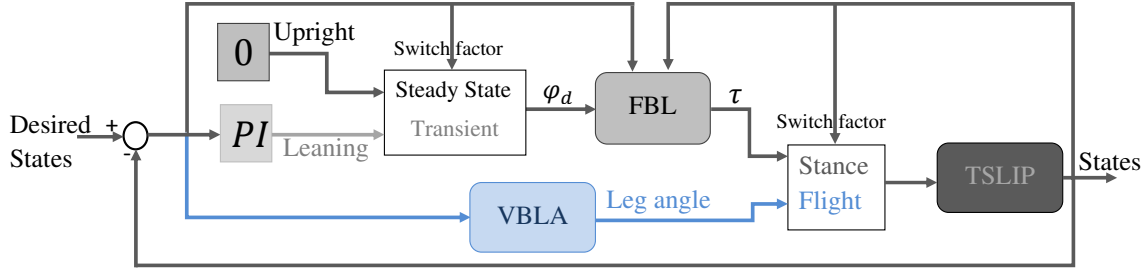 Upright
0
Switch factor
Steady State
Transient
φd
FBL
τ
Switch factor
Desired
States
+
-
PI
Leaning
Stance
Flight
TSLIP
States
VBLA
Leg angle